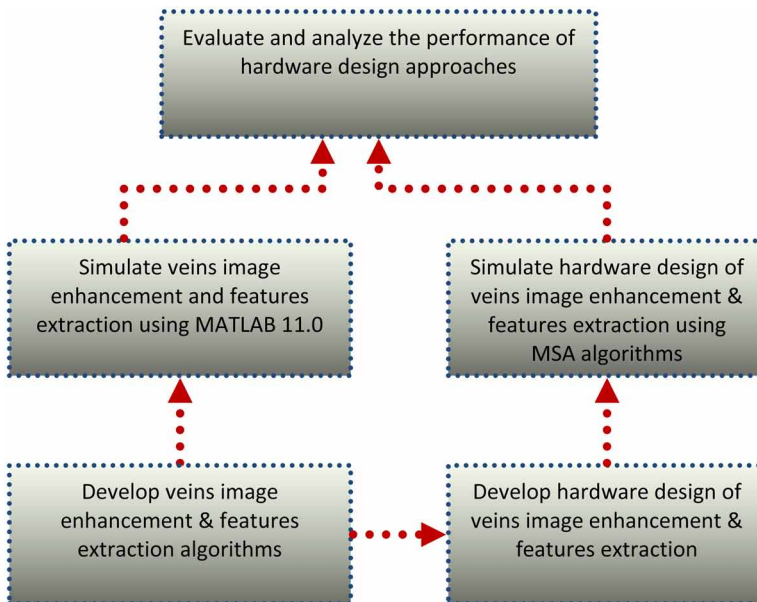 Evaluate and analyze the performance of
hardware design approaches
Simulate veins image
enhancement and features
extraction using MATLAB 11.0
Simulate hardware design of
veins image enhancement &
features extraction using
MSA algorithms
Develop veins image
enhancement & features
extraction algorithms
Develop hardware design of
veins image enhancement &
features extraction